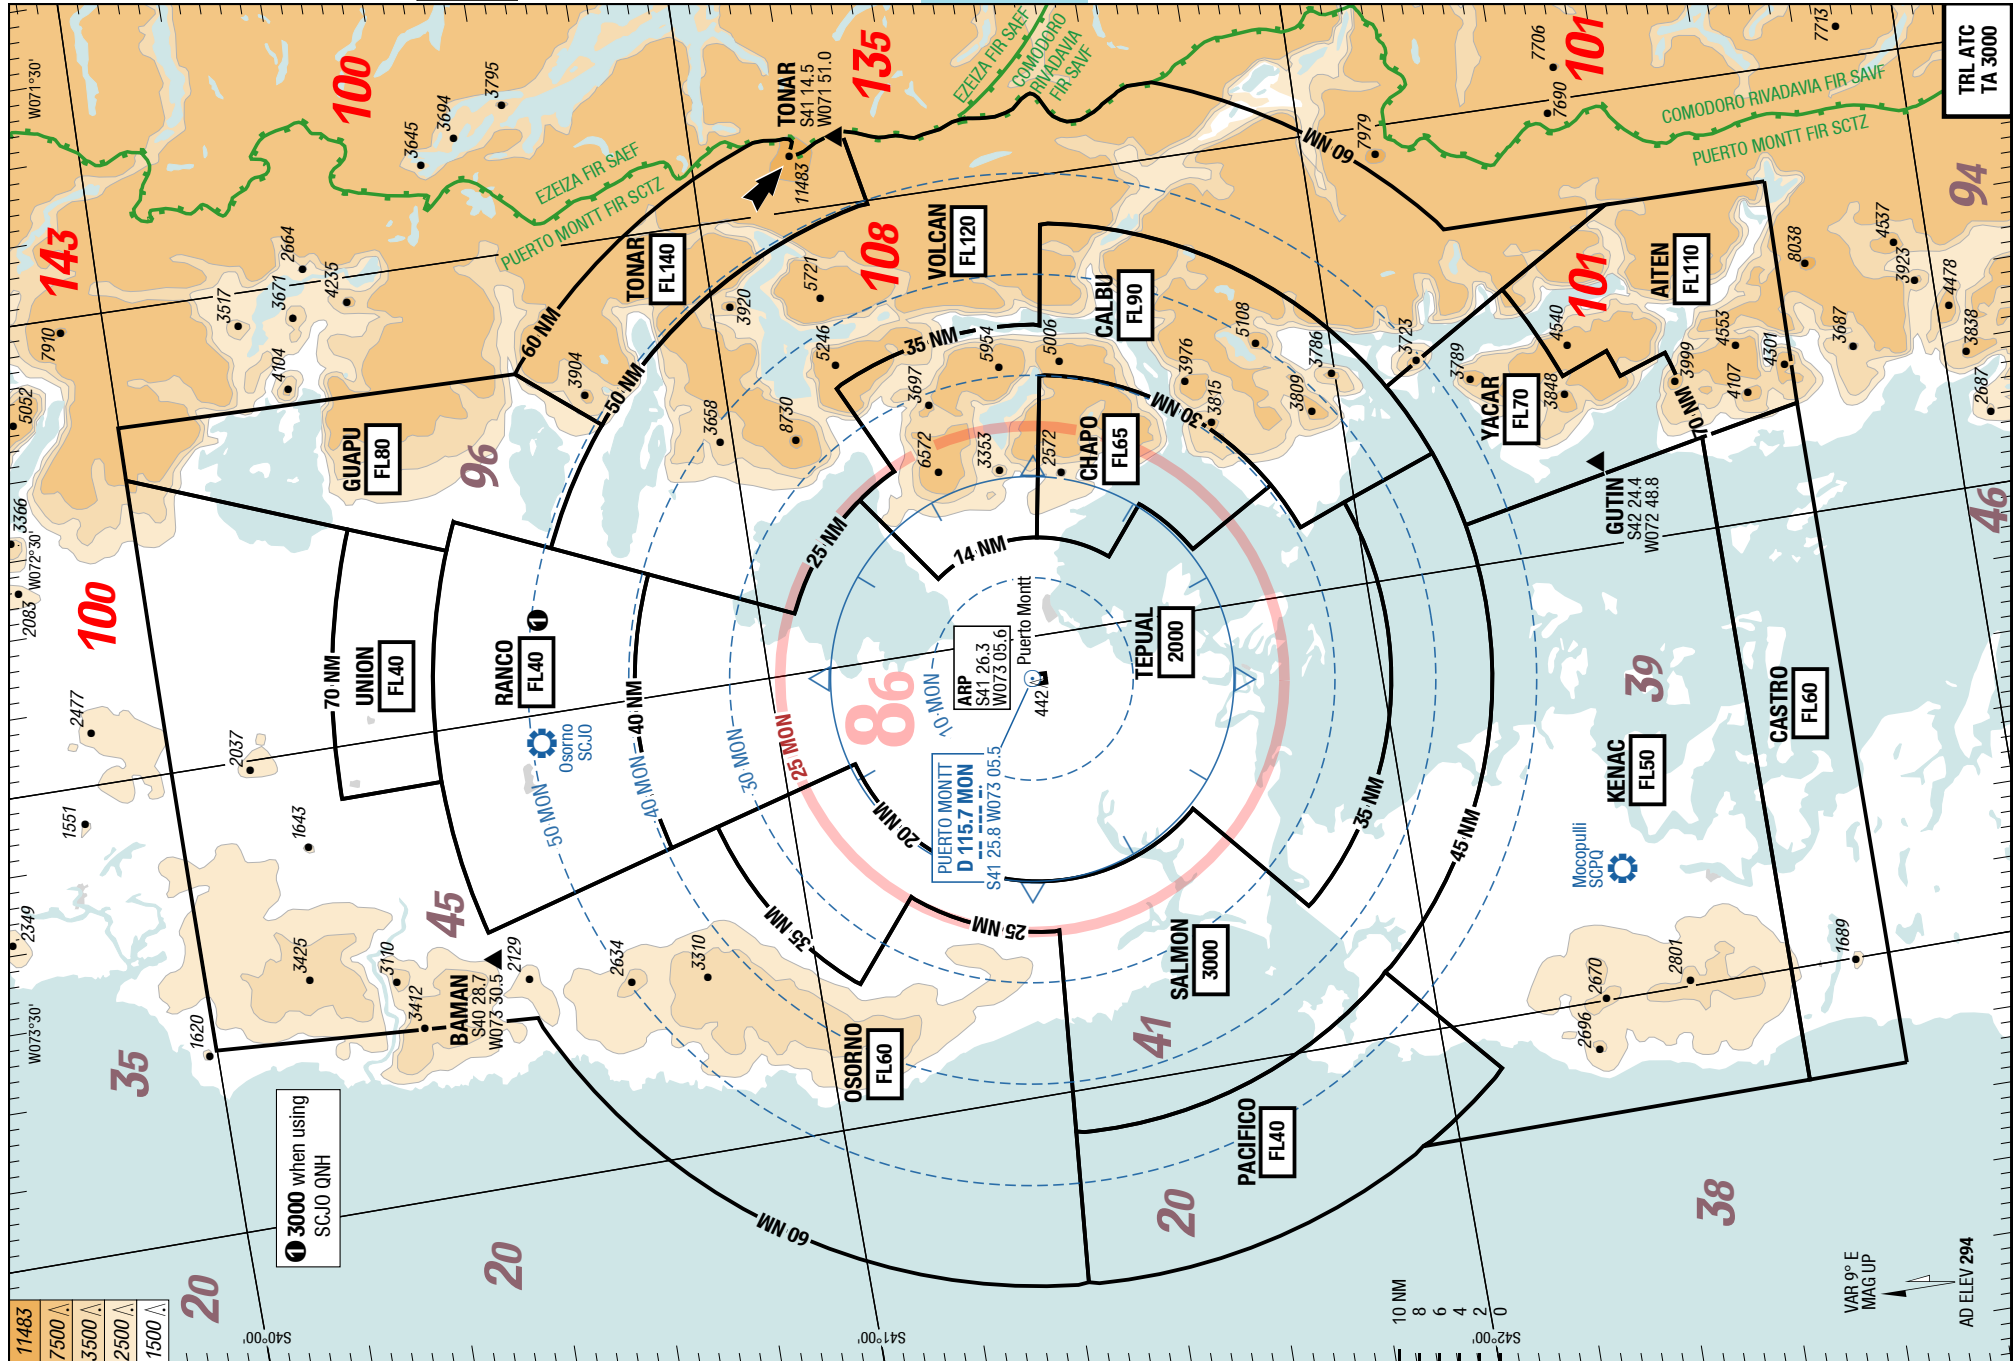 11483
7500
3500
2500
1500
❶ 3000 when using
SCJO QNH
TRL ATC
TA 3000
VAR 9° E
MAG UP
AD ELEV 294
10 NM
8
6
4
2
0
W071°30'
W072°30'
W073°30'
S40°00'
S41°00'
S42°00'
143
100
135
101
100
96
108
101
94
86
46
39
45
35
41
20
20
20
38
EZEIZA FIR SAEF
PUERTO MONTT FIR SCTZ
EZEIZA FIR SAEF
COMODORO
RIVADAVIA
FIR SAVF
COMODORO RIVADAVIA FIR SAVF
PUERTO MONTT FIR SCTZ
TONAR
S41 14.5
W071 51.0
GUTIN
S42 24.4
W072 48.8
BAMAN
S40 28.7
W073 30.5
TONAR
FL140
VOLCAN
FL120
CALBU
FL90
AITEN
FL110
GUAPU
FL80
CHAPO
FL65
YACAR
FL70
UNION
FL40
RANCO
FL40
❶
TEPUAL
2000
KENAC
FL50
CASTRO
FL60
SALMON
3000
OSORNO
FL60
PACIFICO
FL40
ARP
S41 26.3
W073 05.6
Puerto Montt
442
PUERTO MONTT
D 115.7 MON
S41 25.8 W073 05.5
Osorno
SCJO
Mocopulli
SCPQ
10 MON
25 MON
30 MON
40 MON
50 MON
60 NM
50 NM
35 NM
30 NM
60 NM
25 NM
14 NM
70 NM
40 NM
20 NM
35 NM
25 NM
60 NM
35 NM
45 NM
70 NM
3795
3694
3645
11483
7979
7706
7690
7713
7910
5052
3517
3671
2664
4235
4104
3904
3920
5721
5246
3658
8730
3697
6572
3353
5954
5006
2572
3976
5108
3815
3809
3786
3723
3789
3848
4540
3999
4553
4107
4301
3687
8038
4537
3923
4478
3838
2687
3366
2083
2477
2037
1551
1643
2349
3425
3110
3412
2129
1620
2634
3310
2696
2670
2801
1689